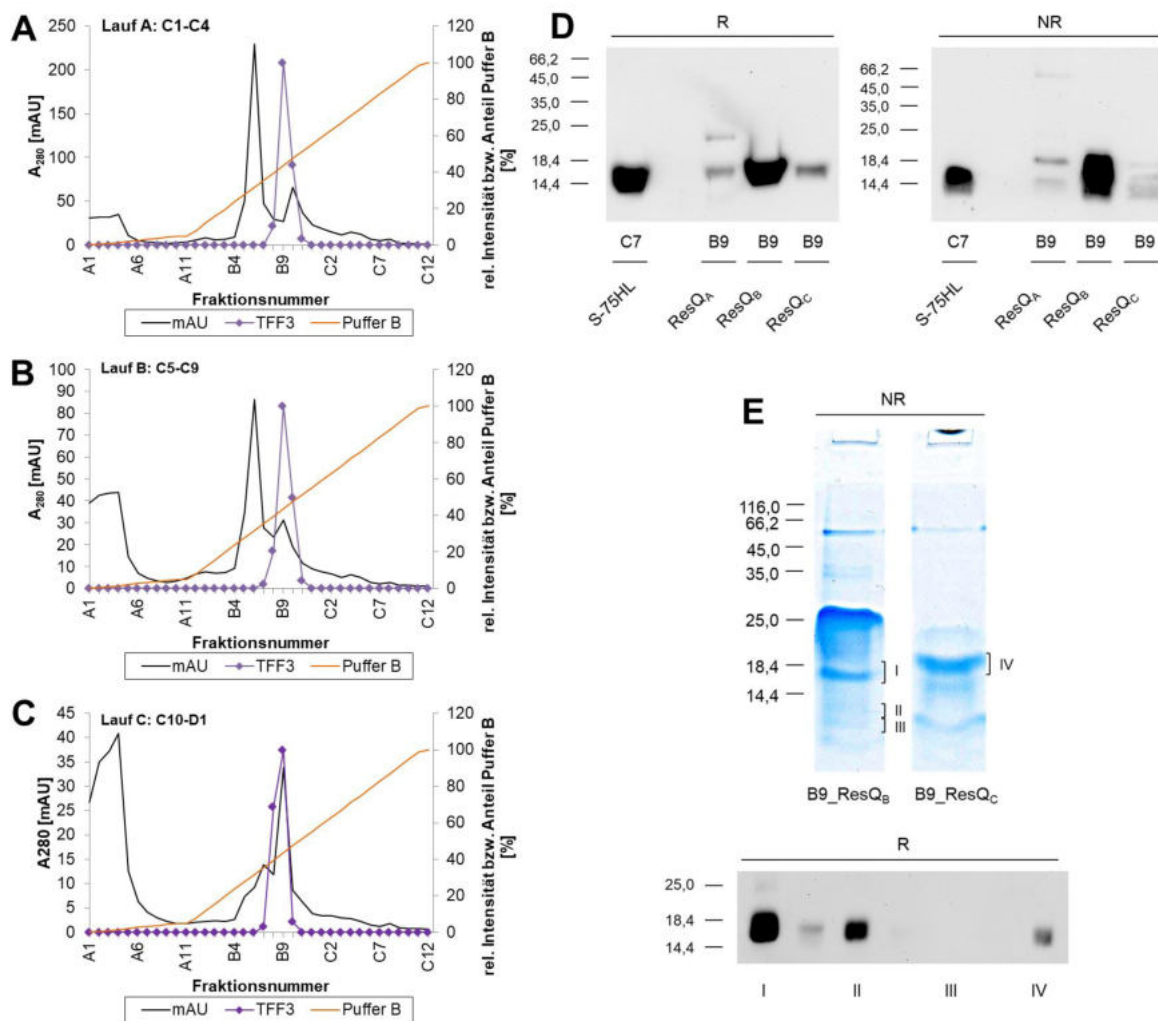 A
Lauf A: C1-C4
250
200
150
100
50
0
A₂₈₀ [mAU]
120
100
80
60
40
20
0
rel. Intensität bzw. Anteil Puffer B
[%]
A1
A6
A11
B4
B9
C2
C7
C12
Fraktionsnummer
mAU TFF3 Puffer B
B
Lauf B: C5-C9
100
90
80
70
60
50
40
30
20
10
0
A₂₈₀ [mAU]
120
100
80
60
40
20
0
rel. Intensität bzw. Anteil Puffer B
[%]
A1
A6
A11
B4
B9
C2
C7
C12
Fraktionsnummer
mAU TFF3 Puffer B
C
Lauf C: C10-D1
45
40
35
30
25
20
15
10
5
0
A280 [mAU]
120
100
80
60
40
20
0
rel. Intensität bzw. Anteil Puffer B
[%]
A1
A6
A11
B4
B9
C2
C7
C12
Fraktionsnummer
mAU TFF3 Puffer B
D
R
66,2
45,0
35,0
25,0
18,4
14,4
C7 B9 B9 B9
S-75HL
ResQ_A
ResQ_B
ResQ_C
NR
66,2
45,0
35,0
25,0
18,4
14,4
C7 B9 B9 B9
S-75HL
ResQ_A
ResQ_B
ResQ_C
E
NR
116,0
66,2
45,0
35,0
25,0
18,4
14,4
I
II
III
IV
B9_ResQ_B B9_ResQ_C
R
25,0
18,4
14,4
I II III IV